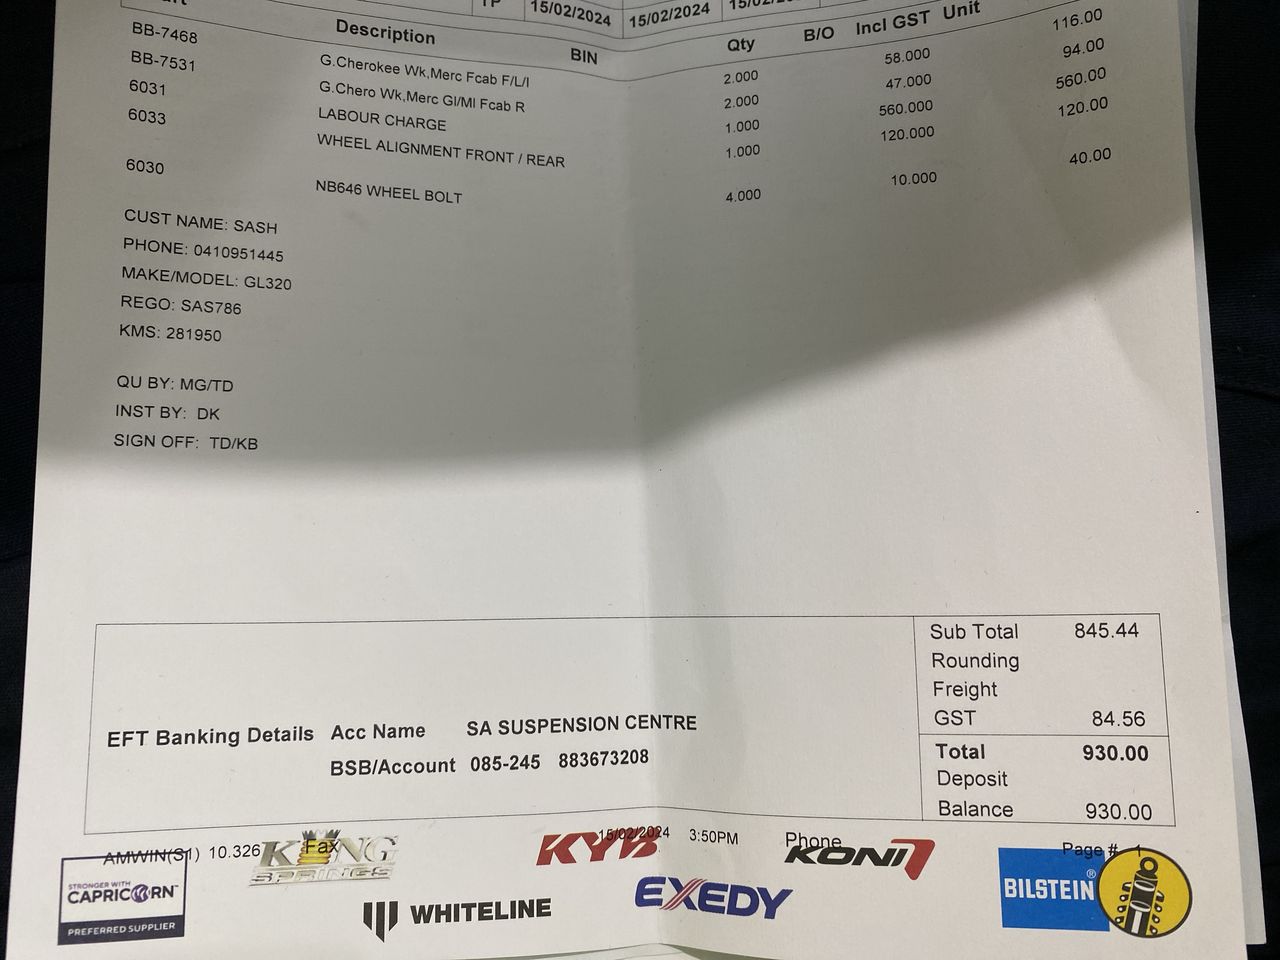 TP 15/02/2024 15/02/2024
Description BIN Qty B/O Incl GST Unit
BB-7468 G.Cherokee Wk,Merc Fcab F/L/I 2.000 58.000 116.00
BB-7531 G.Chero Wk,Merc Gl/Ml Fcab R 2.000 47.000 94.00
6031 LABOUR CHARGE 1.000 560.000 560.00
6033 WHEEL ALIGNMENT FRONT / REAR 1.000 120.000 120.00
6030 NB646 WHEEL BOLT 4.000 10.000 40.00
CUST NAME: SASH
PHONE: 0410951445
MAKE/MODEL: GL320
REGO: SAS786
KMS: 281950
QU BY: MG/TD
INST BY: DK
SIGN OFF: TD/KB
Sub Total 845.44
Rounding
Freight
GST 84.56
Total 930.00
Deposit
Balance 930.00
EFT Banking Details Acc Name SA SUSPENSION CENTRE
BSB/Account 085-245 883673208
AMWIN(S1) 10.326 Fax 15/02/2024 3:50PM Phone Page # 1
STRONGER WITH
CAPRICORN
PREFERRED SUPPLIER
KING
SPRINGS
WHITELINE
KYB
EXEDY
KONI
BILSTEIN®